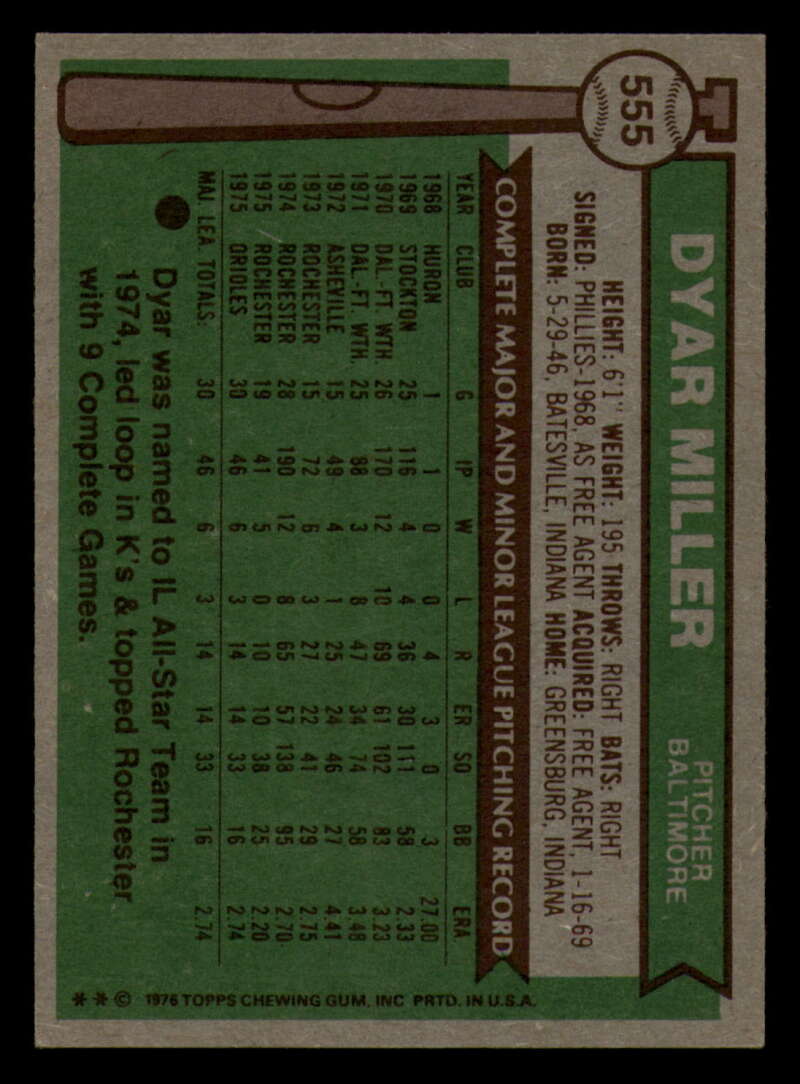 555
DYAR MILLER
PITCHER
BALTIMORE
HEIGHT: 6'1" WEIGHT: 195 THROWS: RIGHT BATS: RIGHT
SIGNED: PHILLIES-1968, AS FREE AGENT ACQUIRED: FREE AGENT, 1-16-69
BORN: 5-29-46, BATESVILLE, INDIANA HOME: GREENSBURG, INDIANA
COMPLETE MAJOR AND MINOR LEAGUE PITCHING RECORD
YEAR CLUB G IP W L R ER SO BB ERA
1968 HURON 1 1 0 0 4 3 0 3 27.00
1969 STOCKTON 25 116 4 4 36 30 111 58 2.33
1970 DAL.-FT. WTH. 26 170 12 10 69 61 102 83 3.23
1971 DAL.-FT. WTH. 25 88 3 8 47 34 74 58 3.48
1972 ASHEVILLE 15 49 4 1 25 24 46 27 4.41
1973 ROCHESTER 15 72 6 3 27 22 41 29 2.75
1974 ROCHESTER 28 190 12 8 65 57 138 95 2.70
1975 ROCHESTER 19 41 5 0 10 10 38 25 2.20
1975 ORIOLES 30 46 6 3 14 14 33 16 2.74
MAJ. LEA TOTALS: 30 46 6 3 14 14 33 16 2.74
Dyar was named to IL All-Star Team in
1974, led loop in K's & topped Rochester
with 9 Complete Games.
* * © 1976 TOPPS CHEWING GUM, INC PRTD. IN U.S.A.